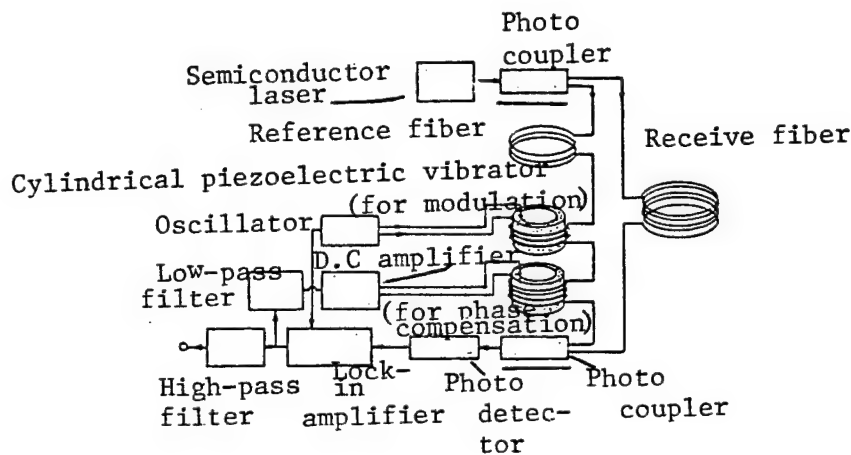 Photo
coupler
Semiconductor
laser
Reference fiber
Receive fiber
Cylindrical piezoelectric vibrator
(for modulation)
Oscillator
D.C amplifier
Low-pass
filter
(for phase
compensation)
High-pass
filter
Lock-
in
amplifier
Photo
detec-
tor
Photo
coupler